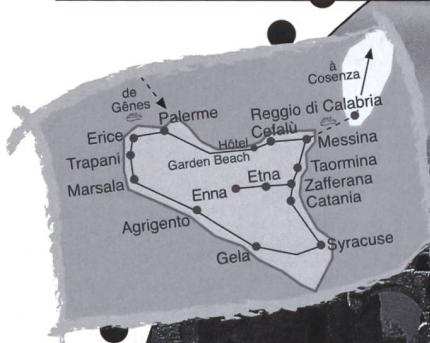 de
Gênes
Palerme
à
Cosenza
Reggio di Calabria
Cefalù
Messina
Hôtel
Garden Beach
Erice
Trapani
Marsala
Taormina
Etna
Zafferana
Enna
Catania
Agrigento
Gela
Syracuse